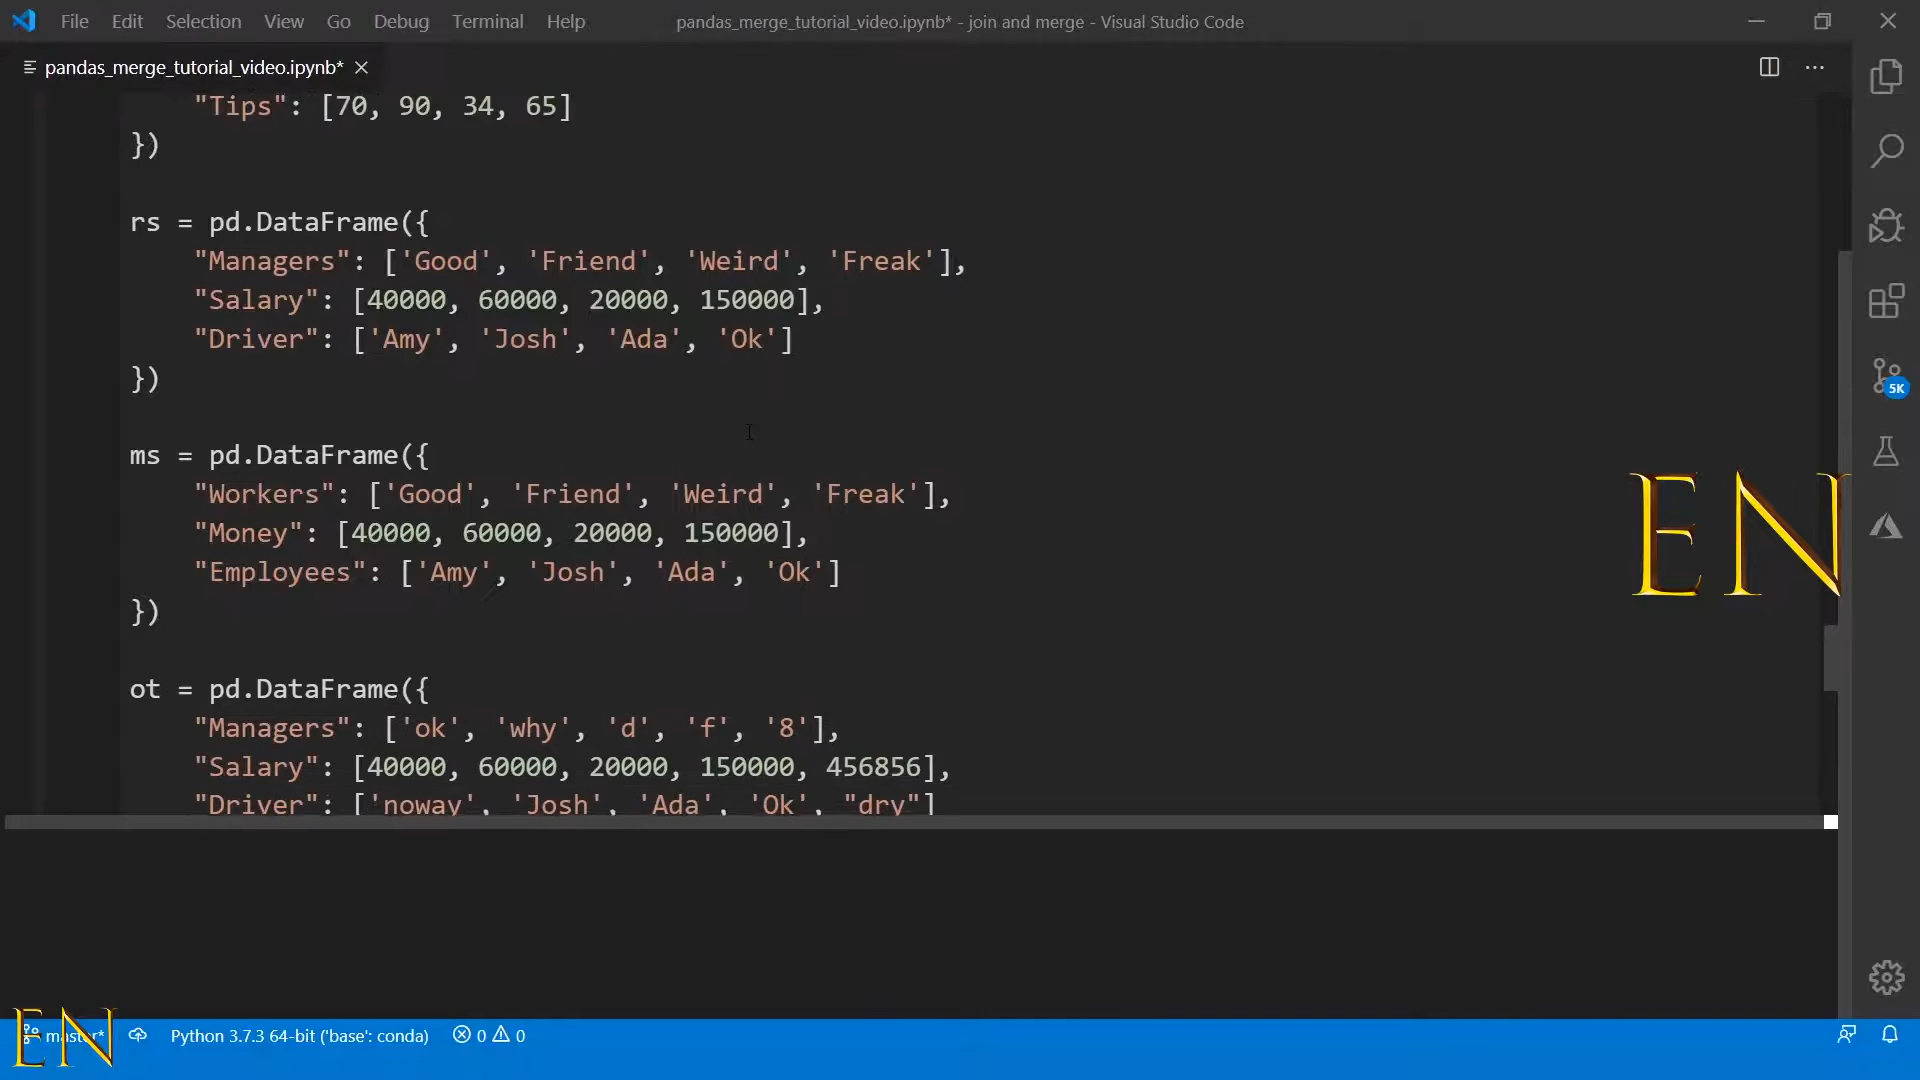 File Edit Selection View Go Debug Terminal Help pandas_merge_tutorial_video.ipynb* - join and merge - Visual Studio Code
pandas_merge_tutorial_video.ipynb*
"Tips": [70, 90, 34, 65]
})
rs = pd.DataFrame({
"Managers": ['Good', 'Friend', 'Weird', 'Freak'],
"Salary": [40000, 60000, 20000, 150000],
"Driver": ['Amy', 'Josh', 'Ada', 'Ok']
})
5K
ms = pd.DataFrame({
"Workers": ['Good', 'Friend', 'Weird', 'Freak'],
"Money": [40000, 60000, 20000, 150000],
"Employees": ['Amy', 'Josh', 'Ada', 'Ok']
})
EN
ot = pd.DataFrame({
"Managers": ['ok', 'why', 'd', 'f', '8'],
"Salary": [40000, 60000, 20000, 150000, 456856],
"Driver": ['noway', 'Josh', 'Ada', 'Ok', "dry"]
EN
master* Python 3.7.3 64-bit ('base': conda) 0 0